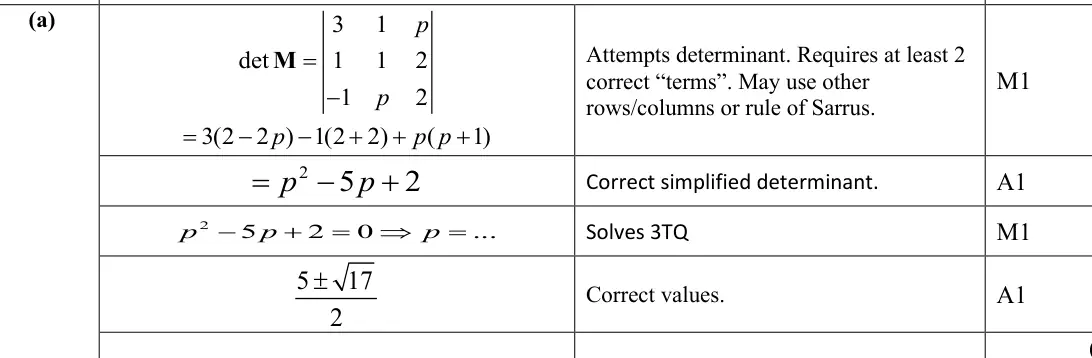 (a)
3 1 p
det M = 1 1 2
−1 p 2
= 3(2 − 2p) − 1(2 + 2) + p(p + 1)
Attempts determinant. Requires at least 2
correct “terms”. May use other
rows/columns or rule of Sarrus.
M1
= p² − 5p + 2
Correct simplified determinant.
A1
p² − 5p + 2 = 0 ⇒ p = ...
Solves 3TQ
M1
5 ± √17
2
Correct values.
A1